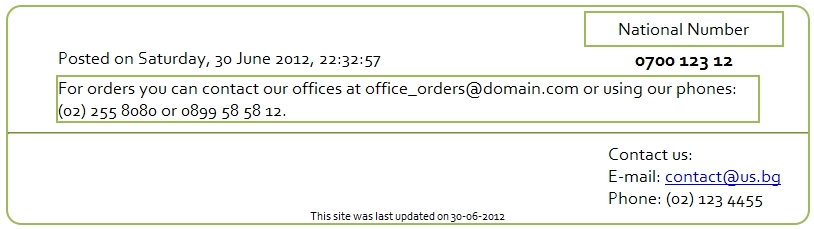 National Number
Posted on Saturday, 30 June 2012, 22:32:57
0700 123 12
For orders you can contact our offices at office_orders@domain.com or using our phones:
(02) 255 8080 or 0899 58 58 12.
Contact us:
E-mail: contact@us.bg
Phone: (02) 123 4455
This site was last updated on 30-06-2012